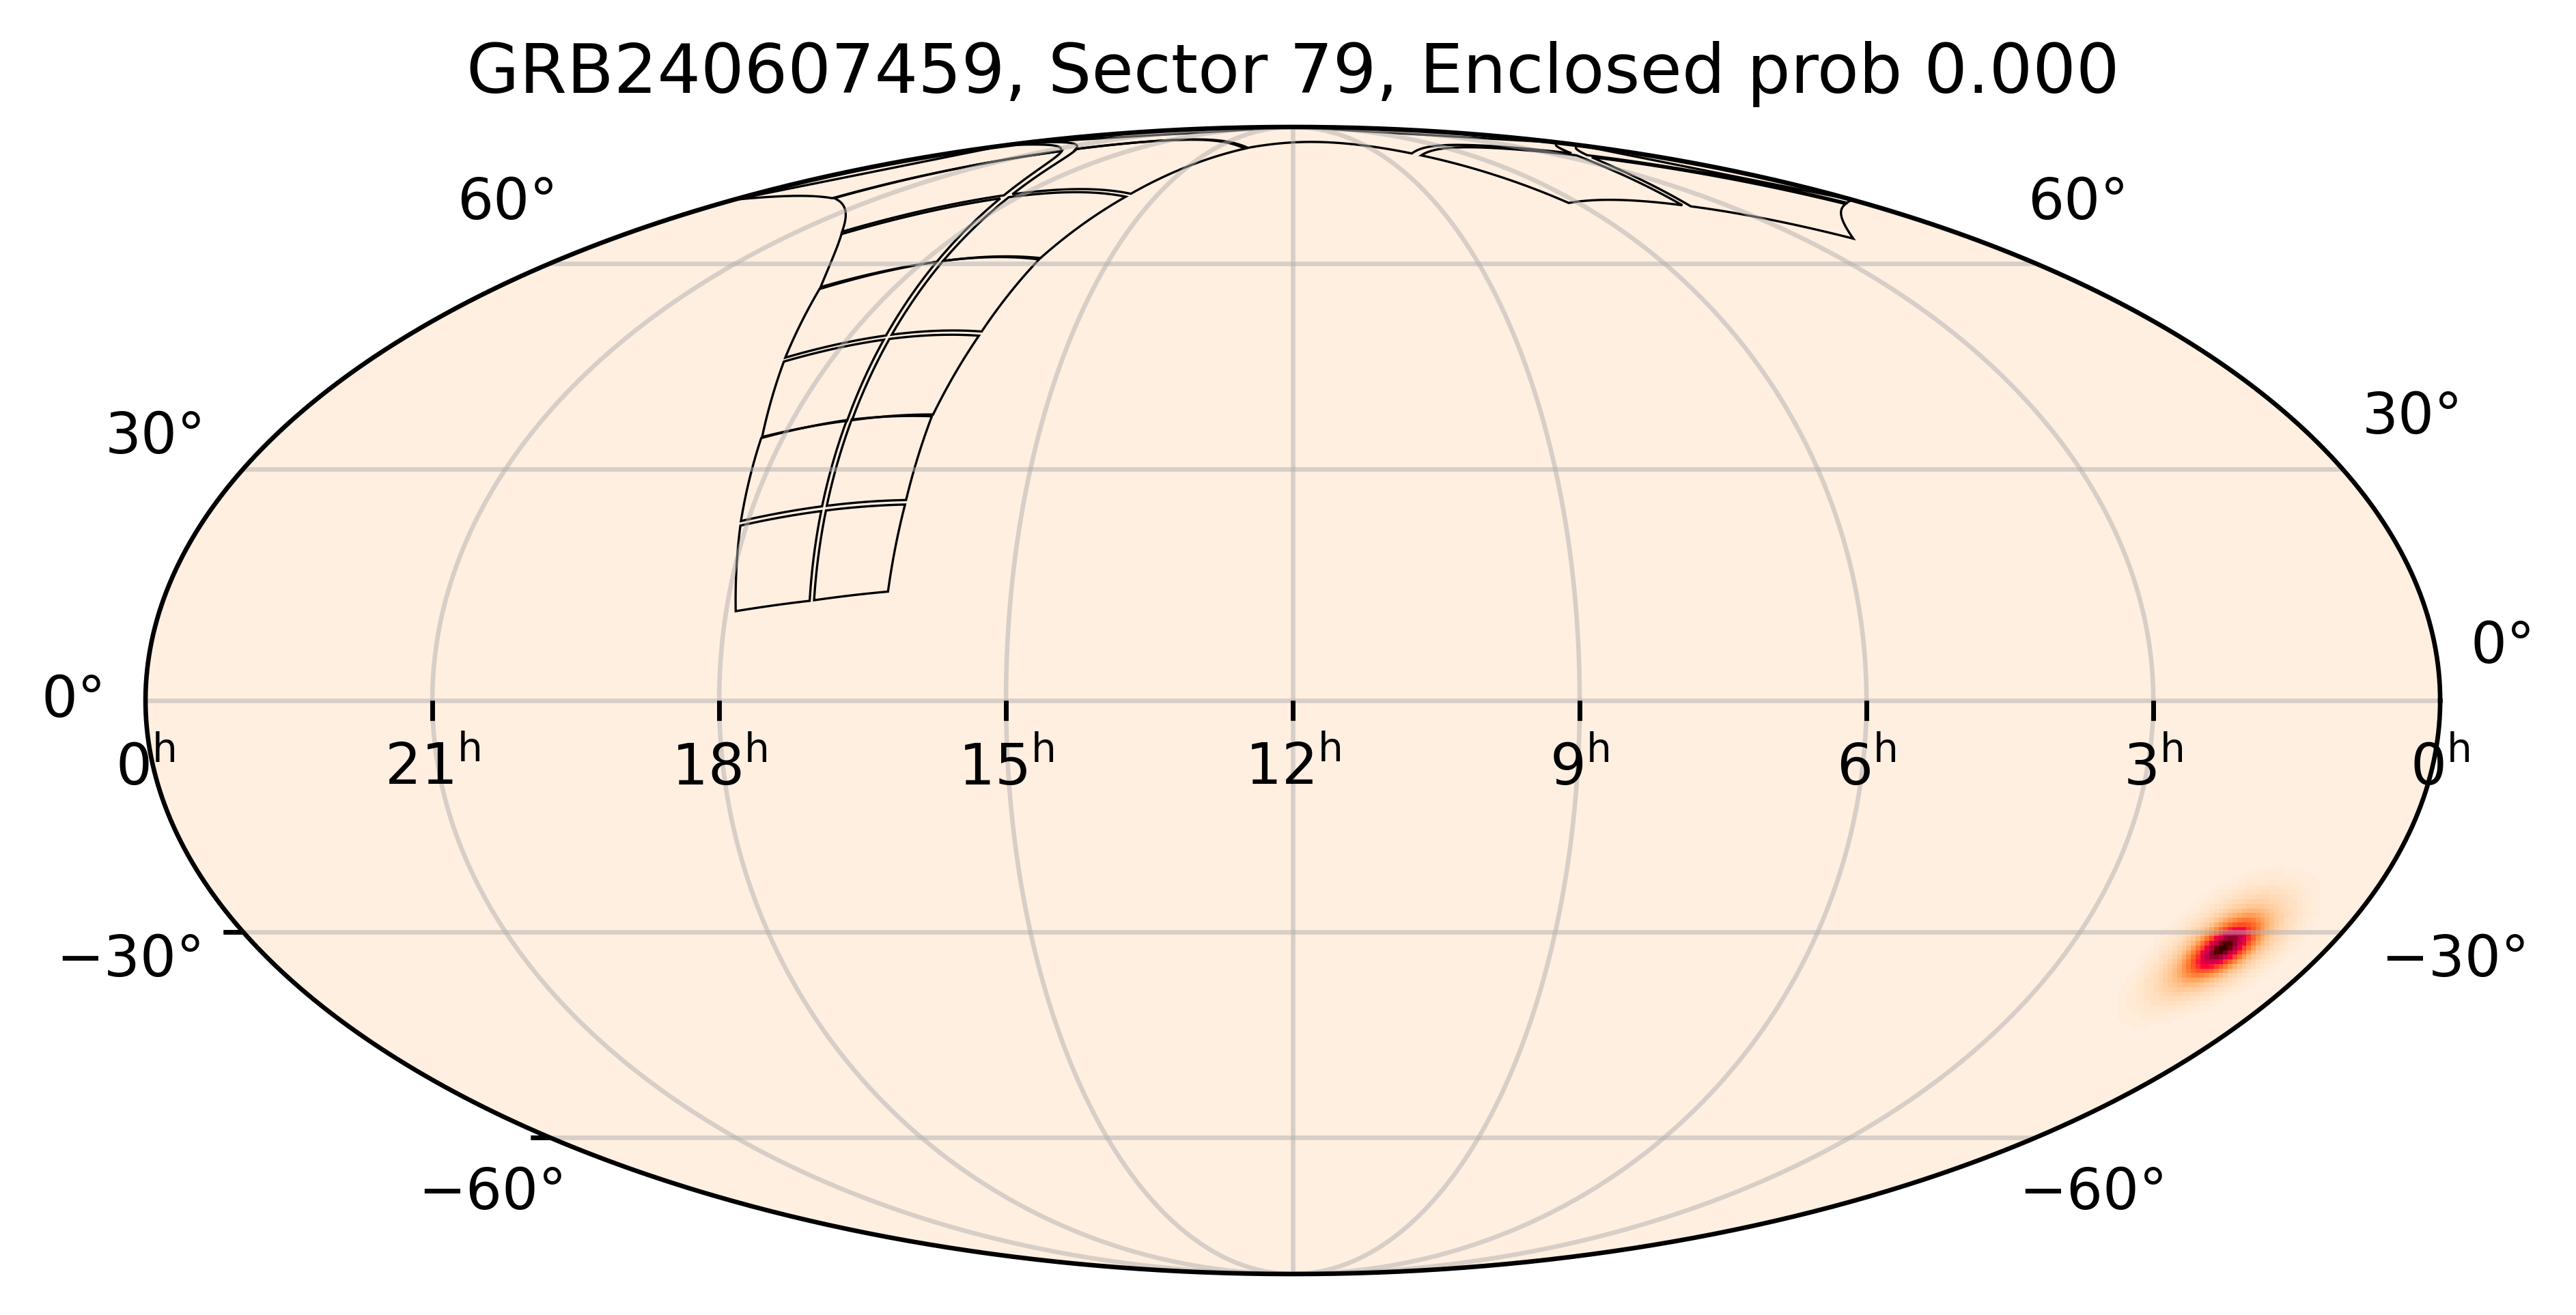 GRB240607459, Sector 79, Enclosed prob 0.000
60° 60°
30° 30°
0° 0°
0ʰ 21ʰ 18ʰ 15ʰ 12ʰ 9ʰ 6ʰ 3ʰ 0ʰ
−30° −30°
−60° −60°